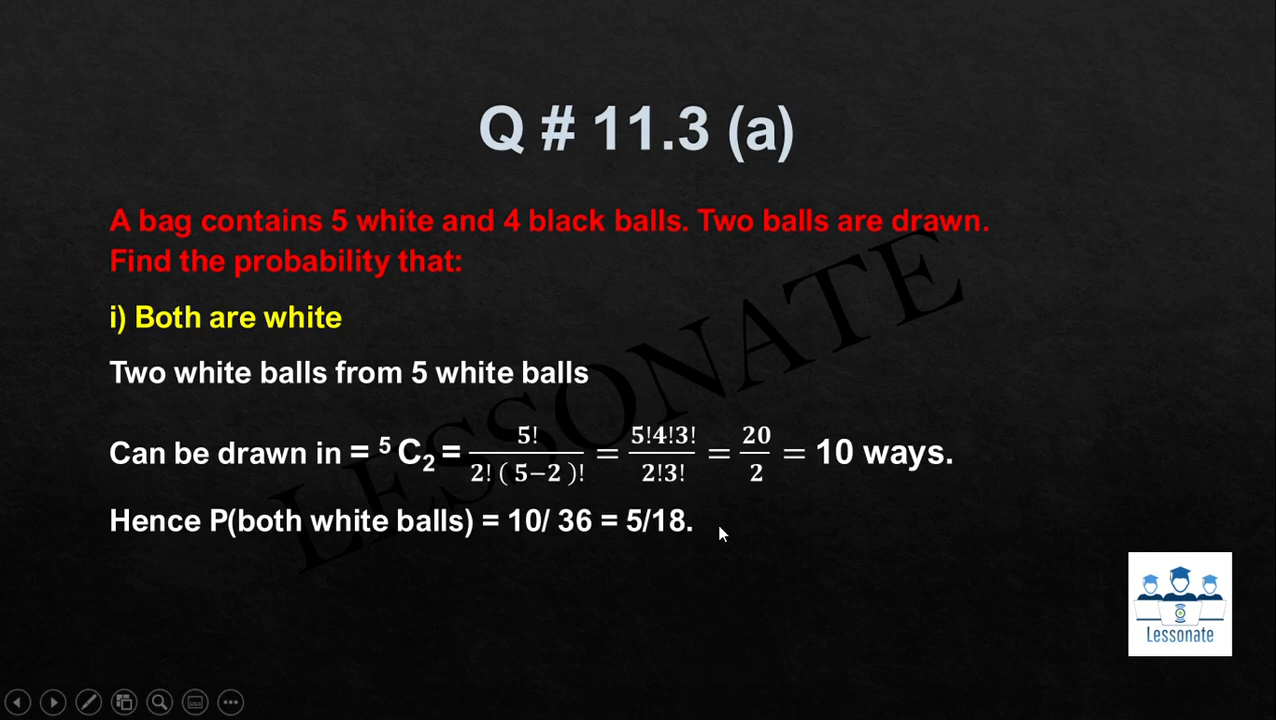 Q # 11.3 (a)
A bag contains 5 white and 4 black balls. Two balls are drawn.
Find the probability that:
i) Both are white
Two white balls from 5 white balls
Can be drawn in = ⁵C₂ = 5!/2!(5−2)! = 5!4!3!/2!3! = 20/2 = 10 ways.
Hence P(both white balls) = 10/ 36 = 5/18.
LESSONATE
Lessonate